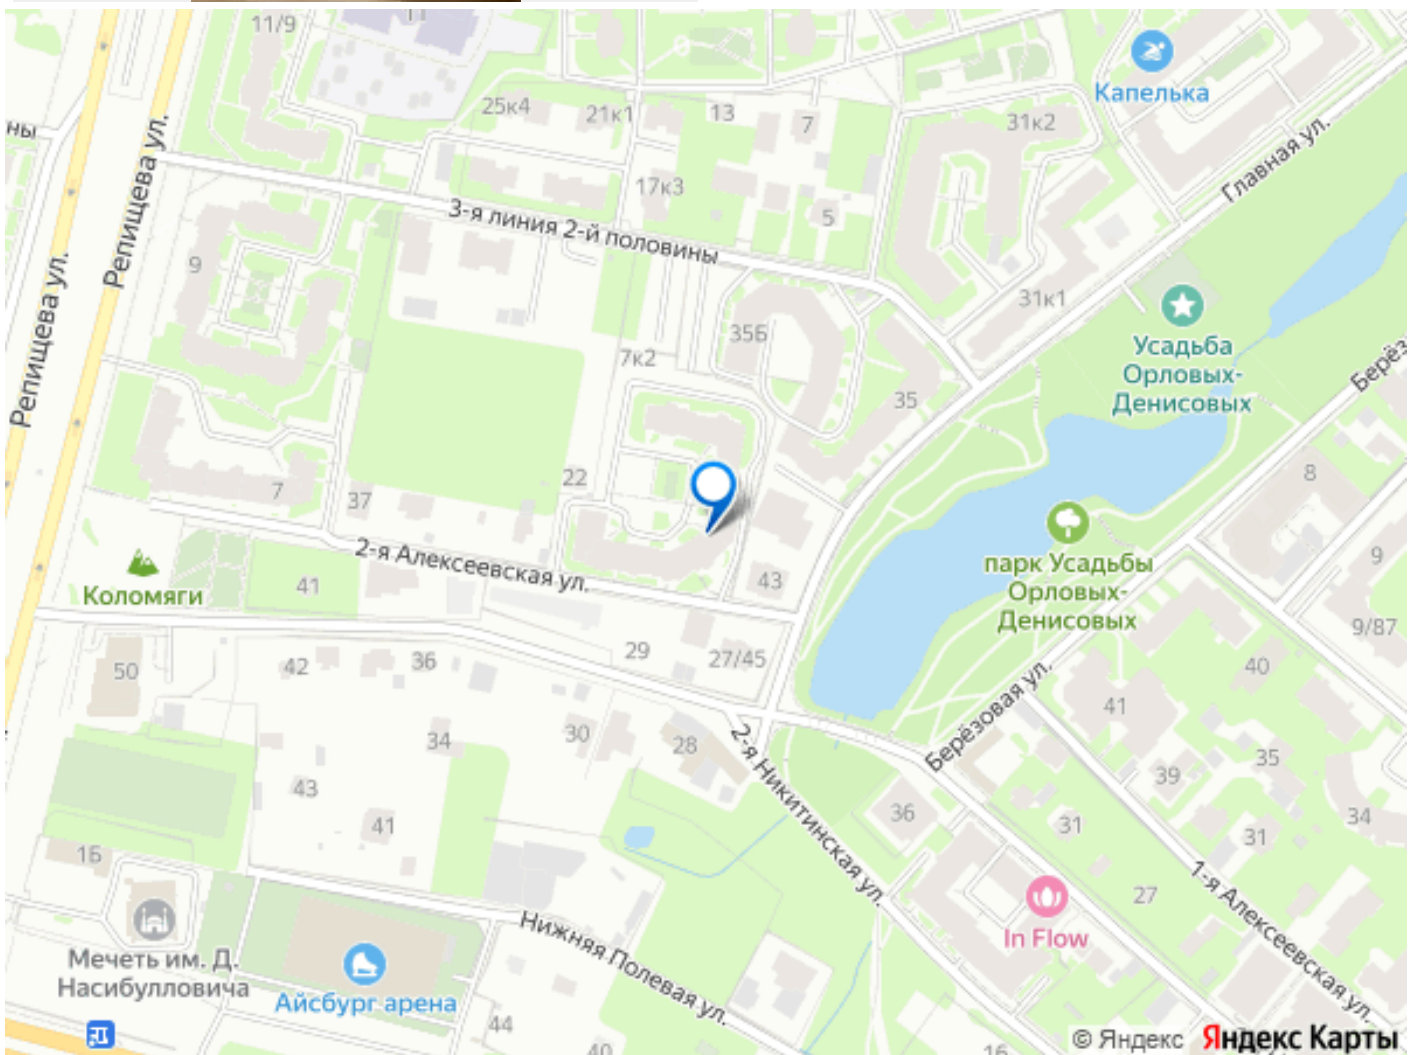 11/9
11
Капелька
25к4
21к1
13
7
31к2
ны
Репищева ул.
Главная ул.
17к3
5
3-я линия 2-й половины
9
31к1
Репищева ул.
35Б
Усадьба
Орловых-
Денисовых
7к2
Берёз
35
22
8
7
37
2-я Алексеевская ул.
парк Усадьбы
Орловых-
Денисовых
9
Коломяги
41
43
9/87
50
42
36
29
27/45
40
Берёзовая ул.
41
34
30
28
2-я Никитинская ул.
35
39
43
41
36
31
31
34
1Б
1-я Алексеевская ул.
27
In Flow
Нижняя Полевая ул.
Мечеть им. Д.
Насибулловича
Айсбург арена
44
40
16
© Яндекс Яндекс Карты